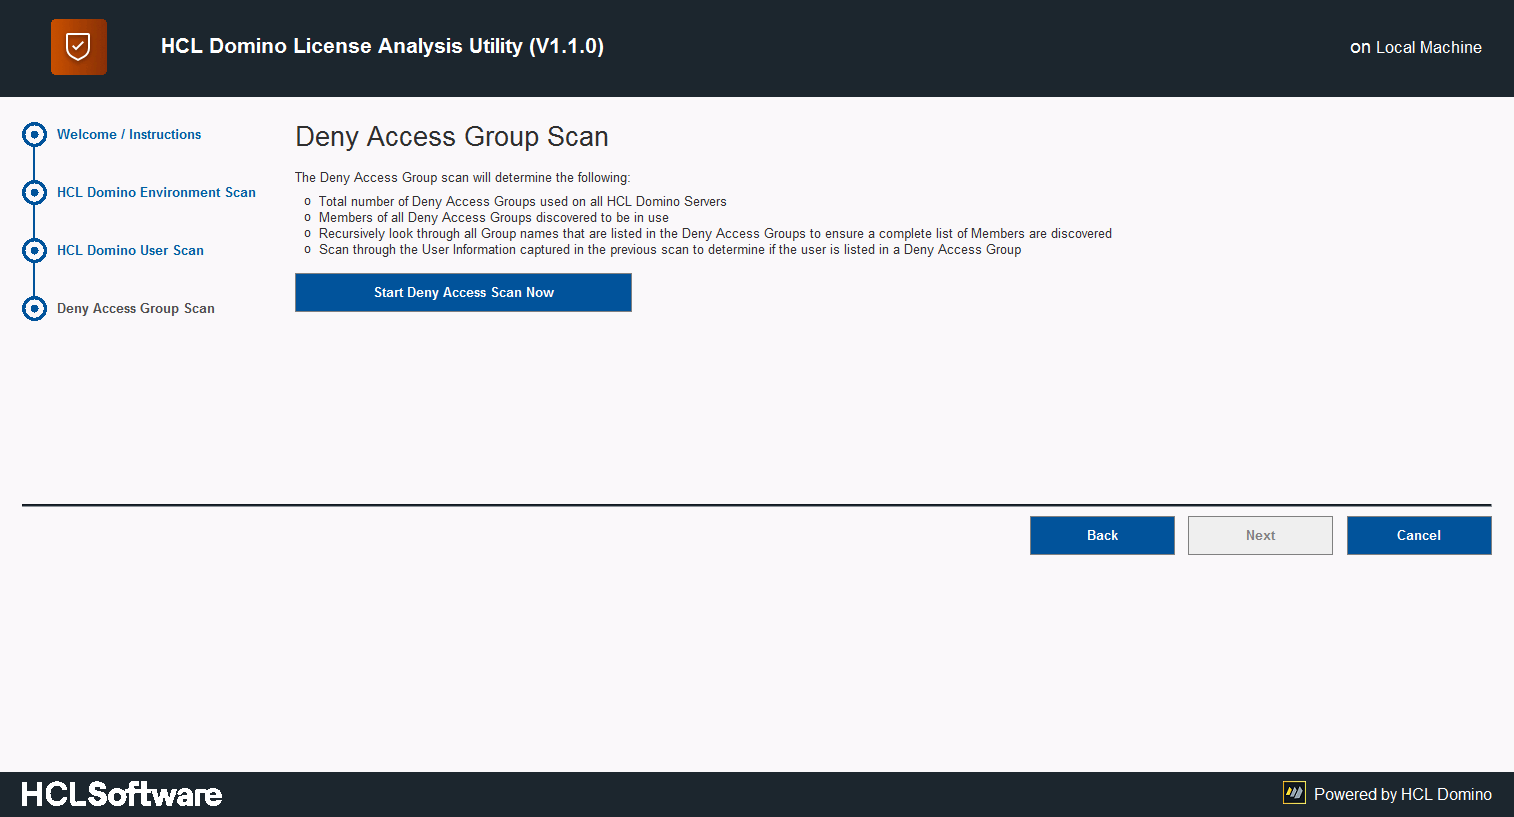 HCL Domino License Analysis Utility (V1.1.0)
on Local Machine
Welcome / Instructions
HCL Domino Environment Scan
HCL Domino User Scan
Deny Access Group Scan
Deny Access Group Scan
The Deny Access Group scan will determine the following:
o Total number of Deny Access Groups used on all HCL Domino Servers
o Members of all Deny Access Groups discovered to be in use
o Recursively look through all Group names that are listed in the Deny Access Groups to ensure a complete list of Members are discovered
o Scan through the User Information captured in the previous scan to determine if the user is listed in a Deny Access Group
Start Deny Access Scan Now
Back
Next
Cancel
HCLSoftware
Powered by HCL Domino